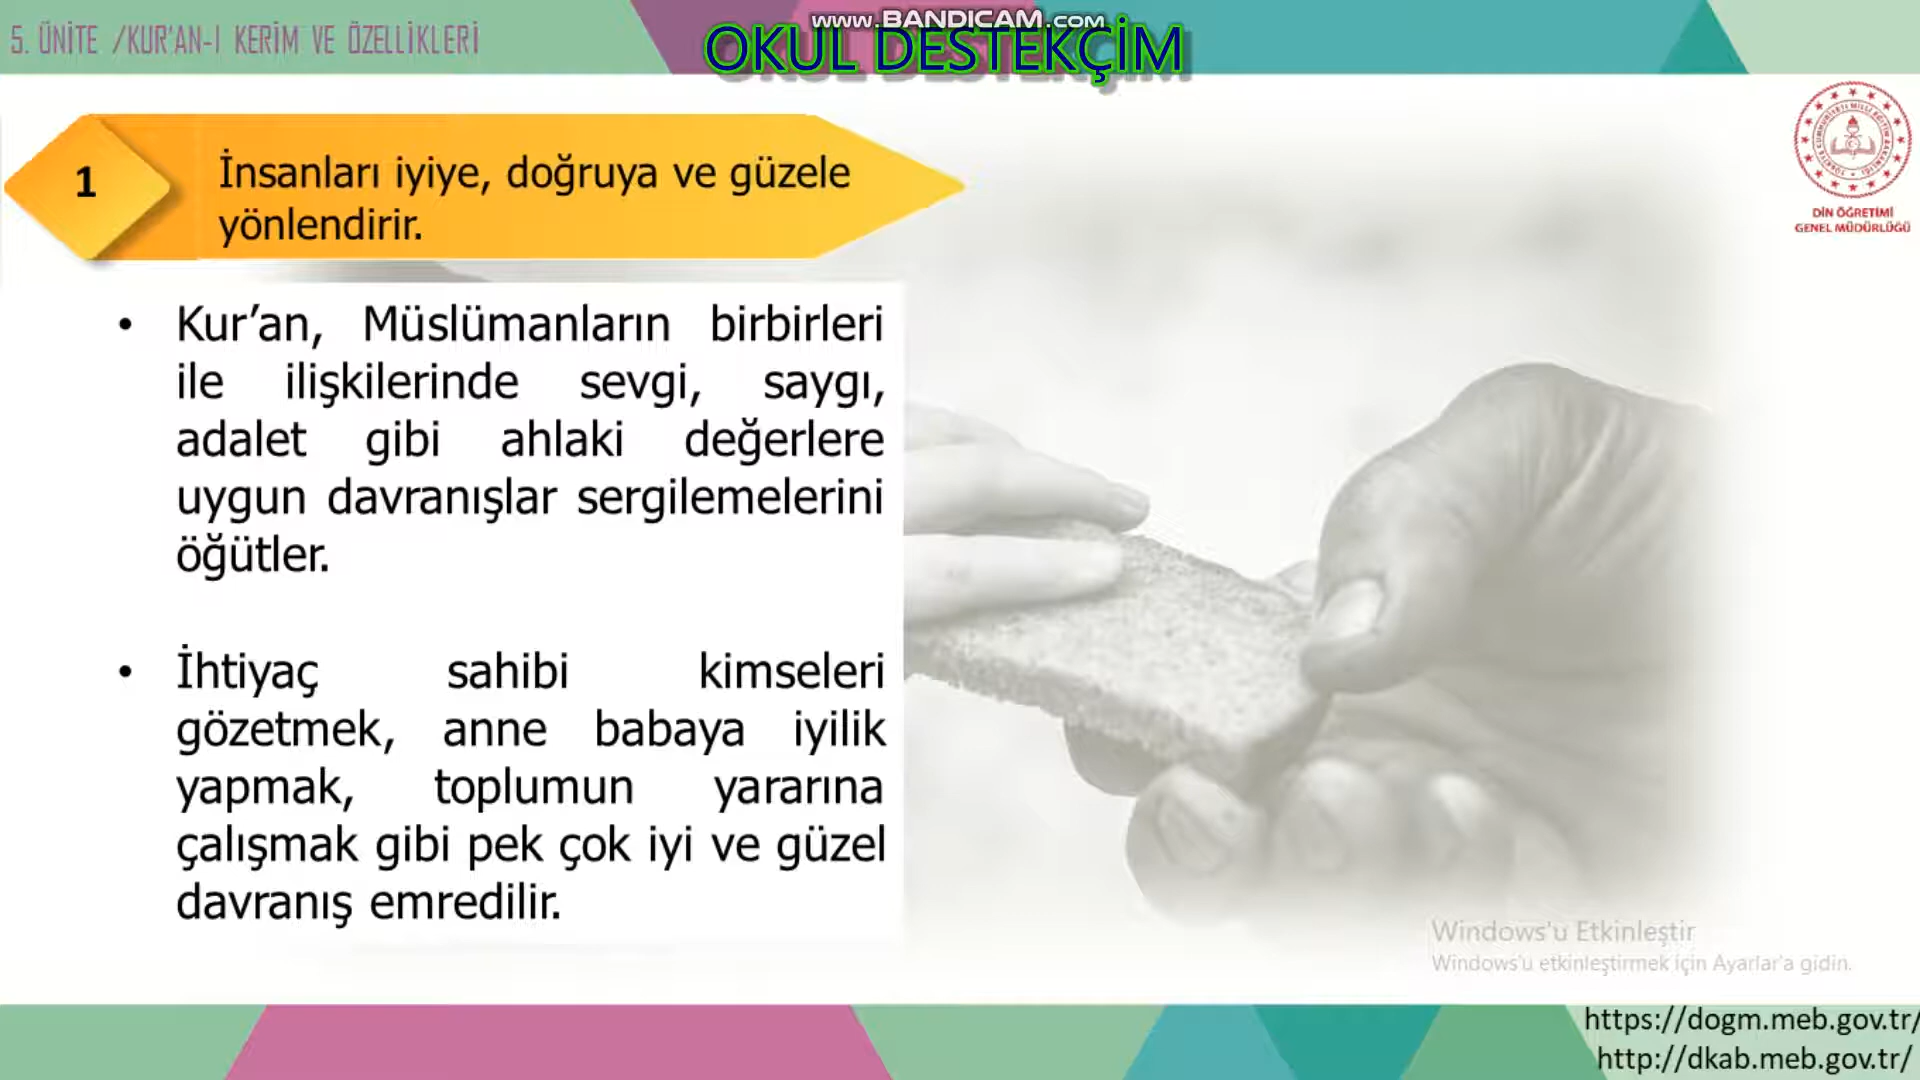 www.BANDICAM.com
5. ÜNİTE /KUR'AN-I KERİM VE ÖZELLİKLERİ
OKUL DESTEKÇİM
1
İnsanları iyiye, doğruya ve güzele
yönlendirir.
DİN ÖĞRETİMİ
GENEL MÜDÜRLÜĞÜ
• Kur’an, Müslümanların birbirleri
ile ilişkilerinde sevgi, saygı,
adalet gibi ahlaki değerlere
uygun davranışlar sergilemelerini
öğütler.
• İhtiyaç sahibi kimseleri
gözetmek, anne babaya iyilik
yapmak, toplumun yararına
çalışmak gibi pek çok iyi ve güzel
davranış emredilir.
Windows'u Etkinleştir
Windows'u etkinleştirmek için Ayarlar'a gidin.
https://dogm.meb.gov.tr/
http://dkab.meb.gov.tr/